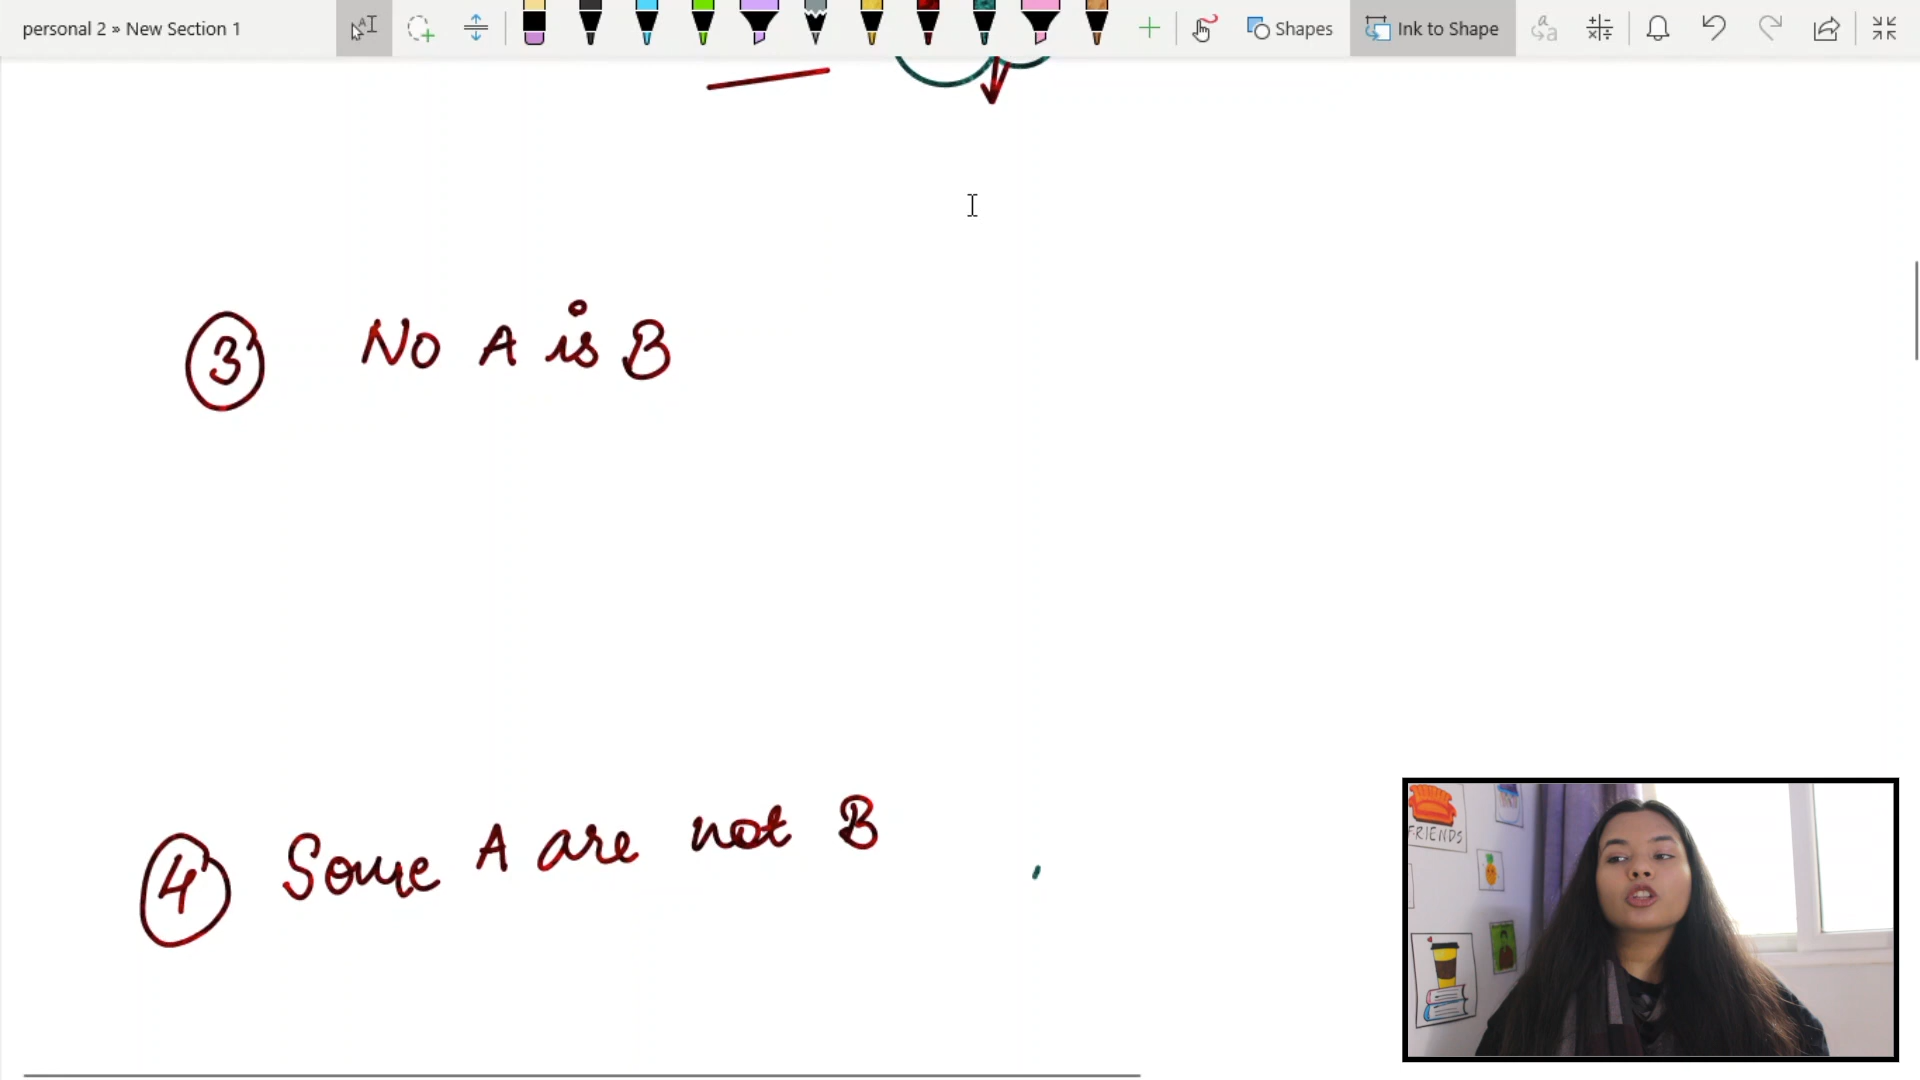 personal 2 » New Section 1
Shapes
Ink to Shape
3 No A is B
4 Some A are not B
FRIENDS